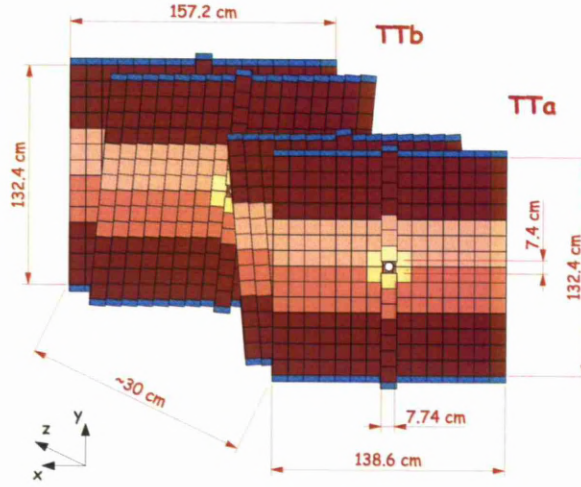 157.2 cm
TTb
TTa
132.4 cm
7.4 cm
132.4 cm
~30 cm
7.74 cm
138.6 cm
y
z
x